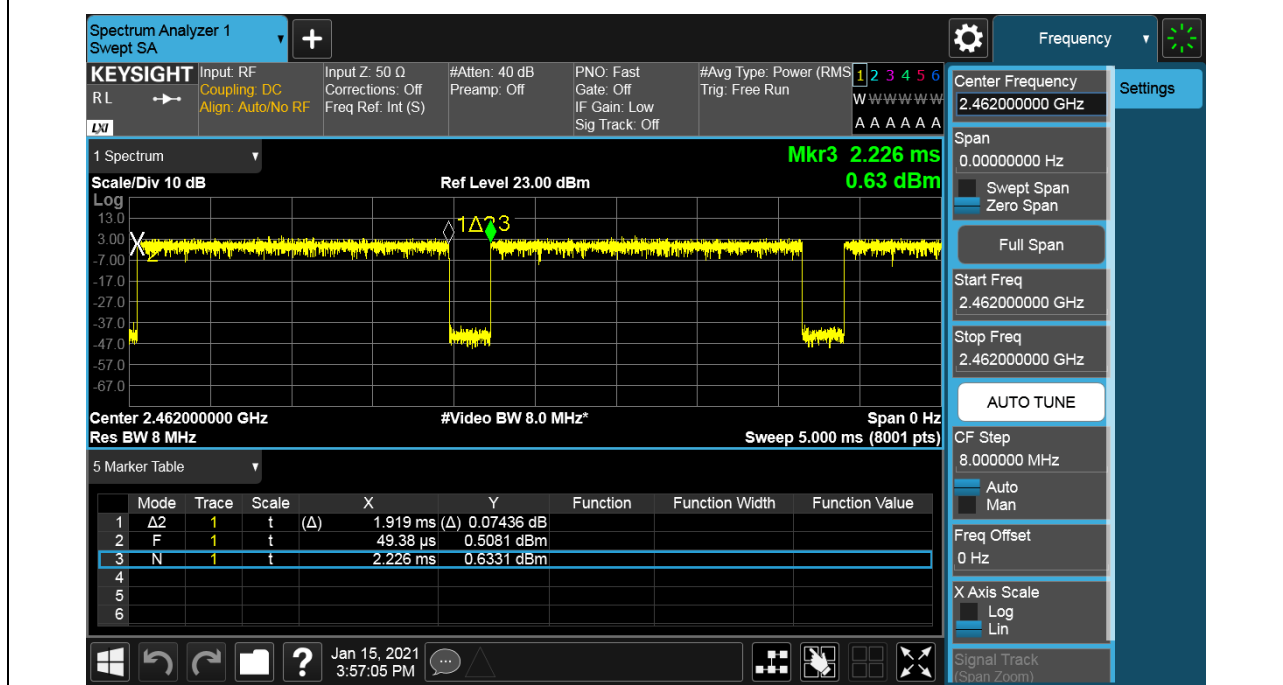 Spectrum Analyzer 1
Swept SA
+
Frequency
KEYSIGHT
R L
LXI
Input: RF
Coupling: DC
Align: Auto/No RF
Input Z: 50 Ω
Corrections: Off
Freq Ref: Int (S)
#Atten: 40 dB
Preamp: Off
PNO: Fast
Gate: Off
IF Gain: Low
Sig Track: Off
#Avg Type: Power (RMS
Trig: Free Run
1 2 3 4 5 6
W W W W W W
A A A A A A
1 Spectrum
Mkr3 2.226 ms
Scale/Div 10 dB Ref Level 23.00 dBm 0.63 dBm
Log
13.0
3.00
-7.00
-17.0
-27.0
-37.0
-47.0
-57.0
-67.0
X
2
1Δ2
3
Center 2.462000000 GHz #Video BW 8.0 MHz* Span 0 Hz
Res BW 8 MHz Sweep 5.000 ms (8001 pts)
5 Marker Table
Mode Trace Scale X Y Function Function Width Function Value
1 Δ2 1 t (Δ) 1.919 ms (Δ) 0.07436 dB
2 F 1 t 49.38 µs 0.5081 dBm
3 N 1 t 2.226 ms 0.6331 dBm
4
5
6
?
Jan 15, 2021
3:57:05 PM
Center Frequency
2.462000000 GHz
Span
0.00000000 Hz
Swept Span
Zero Span
Full Span
Start Freq
2.462000000 GHz
Stop Freq
2.462000000 GHz
AUTO TUNE
CF Step
8.000000 MHz
Auto
Man
Freq Offset
0 Hz
X Axis Scale
Log
Lin
Signal Track
(Span Zoom)
Settings